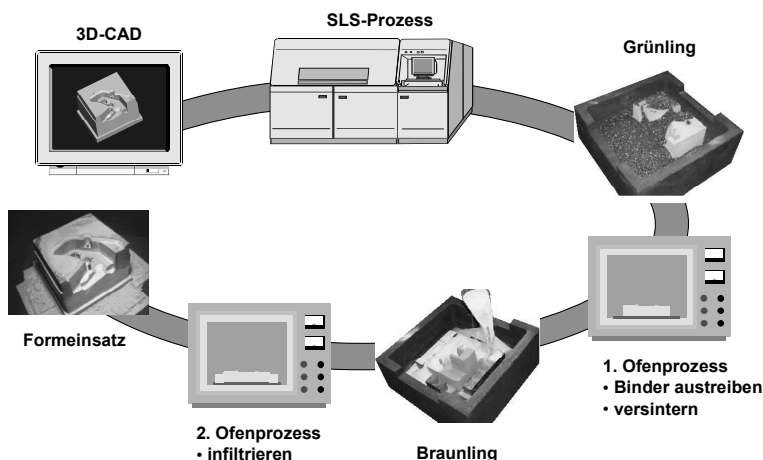 3D-CAD
SLS-Prozess
Grünling
1. Ofenprozess
• Binder austreiben
• versintern
Braunling
2. Ofenprozess
• infiltrieren
Formeinsatz